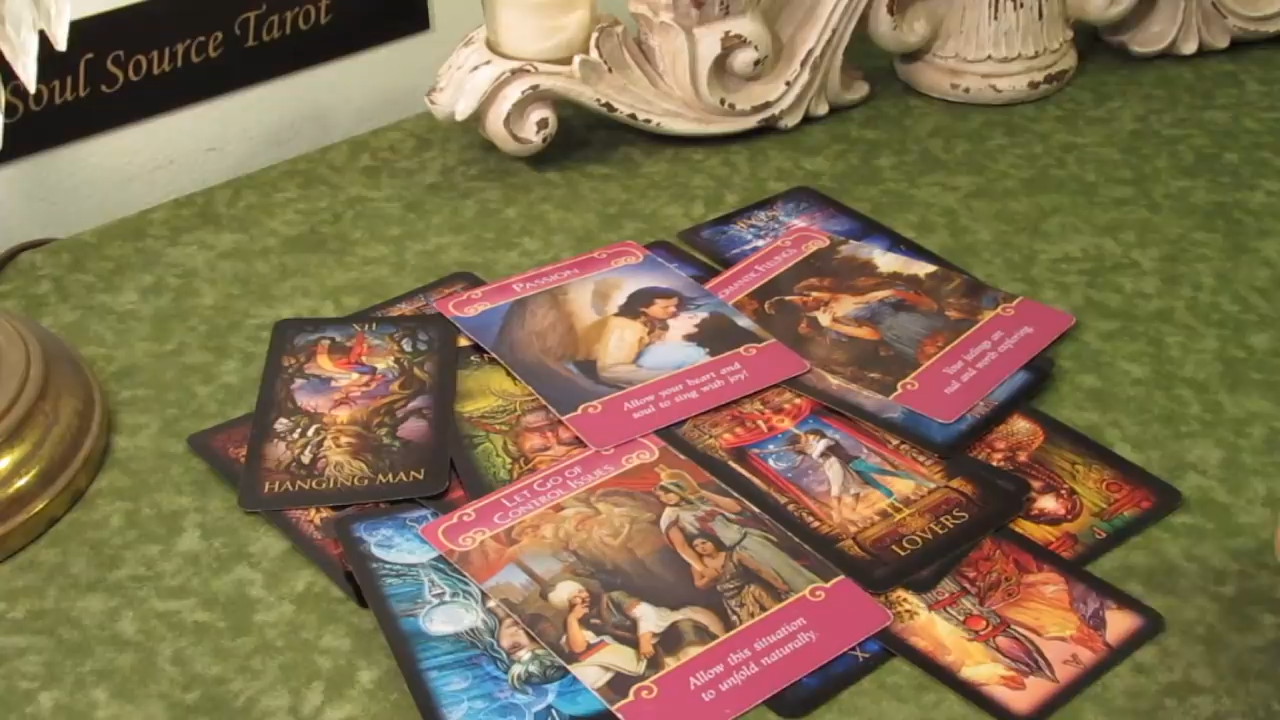 Soul Source Tarot
PASSION
Allow your heart and
soul to sing with joy!
ROMANTIC FEELINGS
Your feelings are
real and worth exploring.
XII
HANGING MAN
LET GO OF
CONTROL ISSUES
Allow this situation
to unfold naturally.
LOVERS
X
V